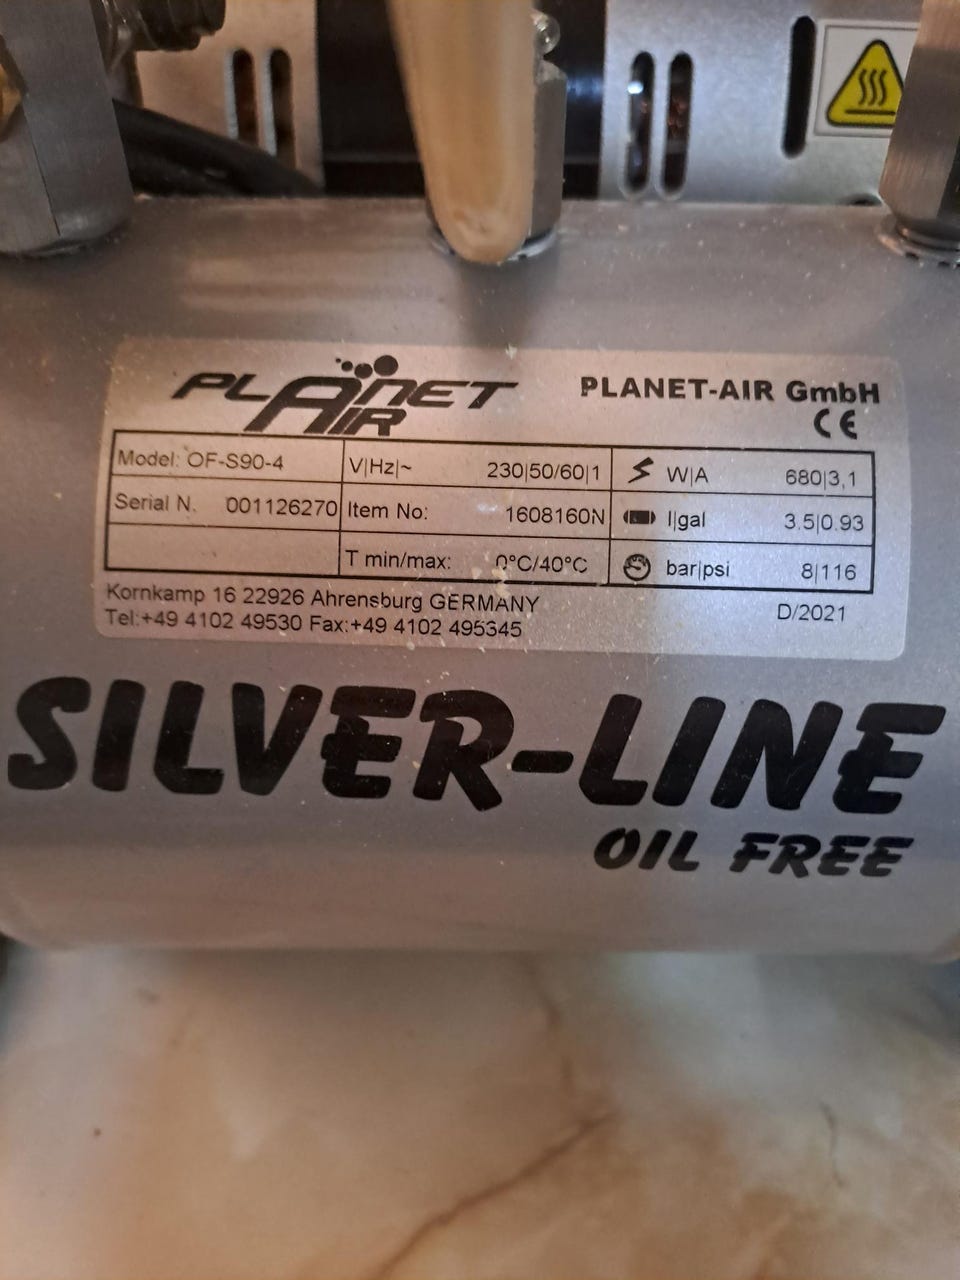 PLANET AIR
PLANET-AIR GmbH
CE
Model: OF-S90-4 V|Hz|~ 230|50/60|1 W|A 680|3,1
Serial N. 001126270 Item No: 1608160N l|gal 3.5|0.93
T min/max: 0°C/40°C bar|psi 8|116
Kornkamp 16 22926 Ahrensburg GERMANY D/2021
Tel:+49 4102 49530 Fax:+49 4102 495345
SILVER-LINE
OIL FREE